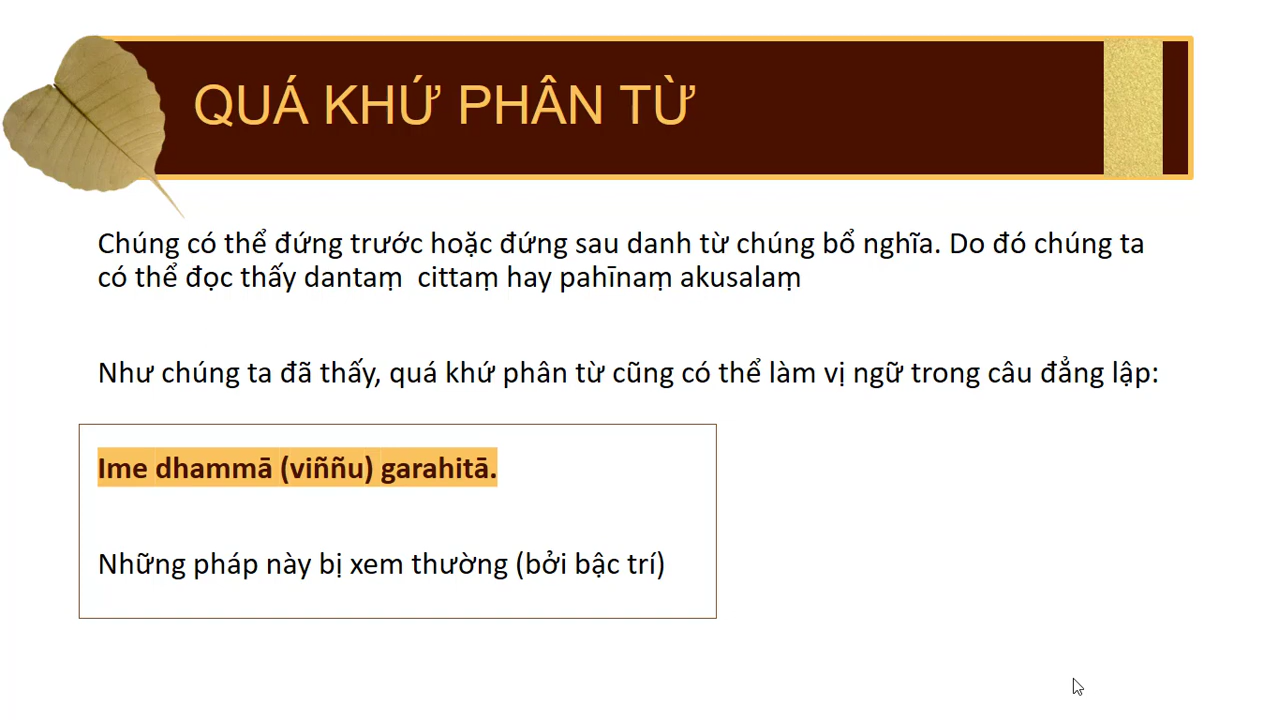 QUÁ KHỨ PHÂN TỪ
Chúng có thể đứng trước hoặc đứng sau danh từ chúng bổ nghĩa. Do đó chúng ta
có thể đọc thấy dantaṃ cittaṃ hay pahīnaṃ akusalaṃ
Như chúng ta đã thấy, quá khứ phân từ cũng có thể làm vị ngữ trong câu đẳng lập:
Ime dhammā (viññu) garahitā.
Những pháp này bị xem thường (bởi bậc trí)